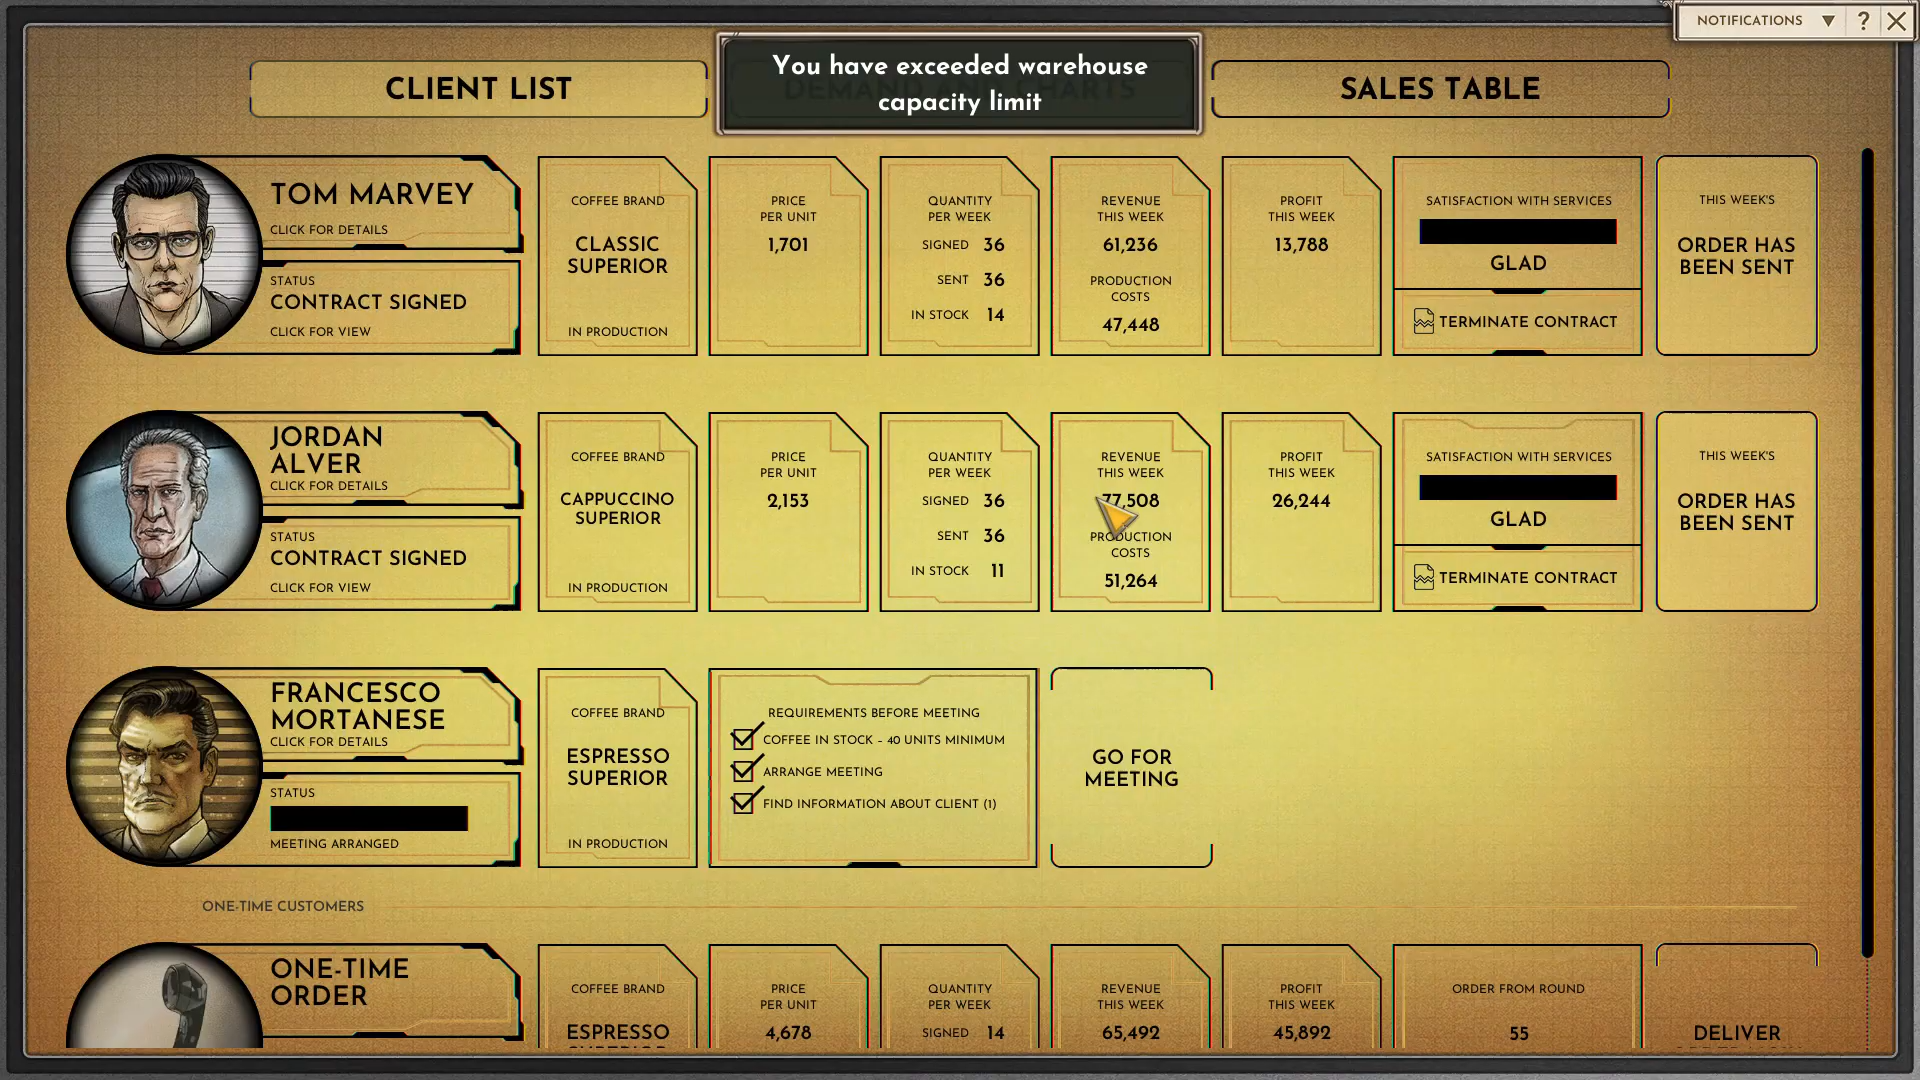 NOTIFICATIONS
?
You have exceeded warehouse
capacity limit
CLIENT LIST
SALES TABLE
TOM MARVEY
CLICK FOR DETAILS
STATUS
CONTRACT SIGNED
CLICK FOR VIEW
COFFEE BRAND
CLASSIC
SUPERIOR
IN PRODUCTION
PRICE
PER UNIT
1,701
QUANTITY
PER WEEK
SIGNED 36
SENT 36
IN STOCK 14
REVENUE
THIS WEEK
61,236
PRODUCTION
COSTS
47,448
PROFIT
THIS WEEK
13,788
SATISFACTION WITH SERVICES
GLAD
TERMINATE CONTRACT
THIS WEEK'S
ORDER HAS
BEEN SENT
JORDAN
ALVER
CLICK FOR DETAILS
STATUS
CONTRACT SIGNED
CLICK FOR VIEW
COFFEE BRAND
CAPPUCCINO
SUPERIOR
IN PRODUCTION
PRICE
PER UNIT
2,153
QUANTITY
PER WEEK
SIGNED 36
SENT 36
IN STOCK 11
REVENUE
THIS WEEK
77,508
PRODUCTION
COSTS
51,264
PROFIT
THIS WEEK
26,244
SATISFACTION WITH SERVICES
GLAD
TERMINATE CONTRACT
THIS WEEK'S
ORDER HAS
BEEN SENT
FRANCESCO
MORTANESE
CLICK FOR DETAILS
STATUS
MEETING ARRANGED
COFFEE BRAND
ESPRESSO
SUPERIOR
IN PRODUCTION
REQUIREMENTS BEFORE MEETING
COFFEE IN STOCK - 40 UNITS MINIMUM
ARRANGE MEETING
FIND INFORMATION ABOUT CLIENT (1)
GO FOR
MEETING
ONE-TIME CUSTOMERS
ONE-TIME
ORDER
COFFEE BRAND
ESPRESSO
PRICE
PER UNIT
4,678
QUANTITY
PER WEEK
SIGNED 14
REVENUE
THIS WEEK
65,492
PROFIT
THIS WEEK
45,892
ORDER FROM ROUND
55
DELIVER